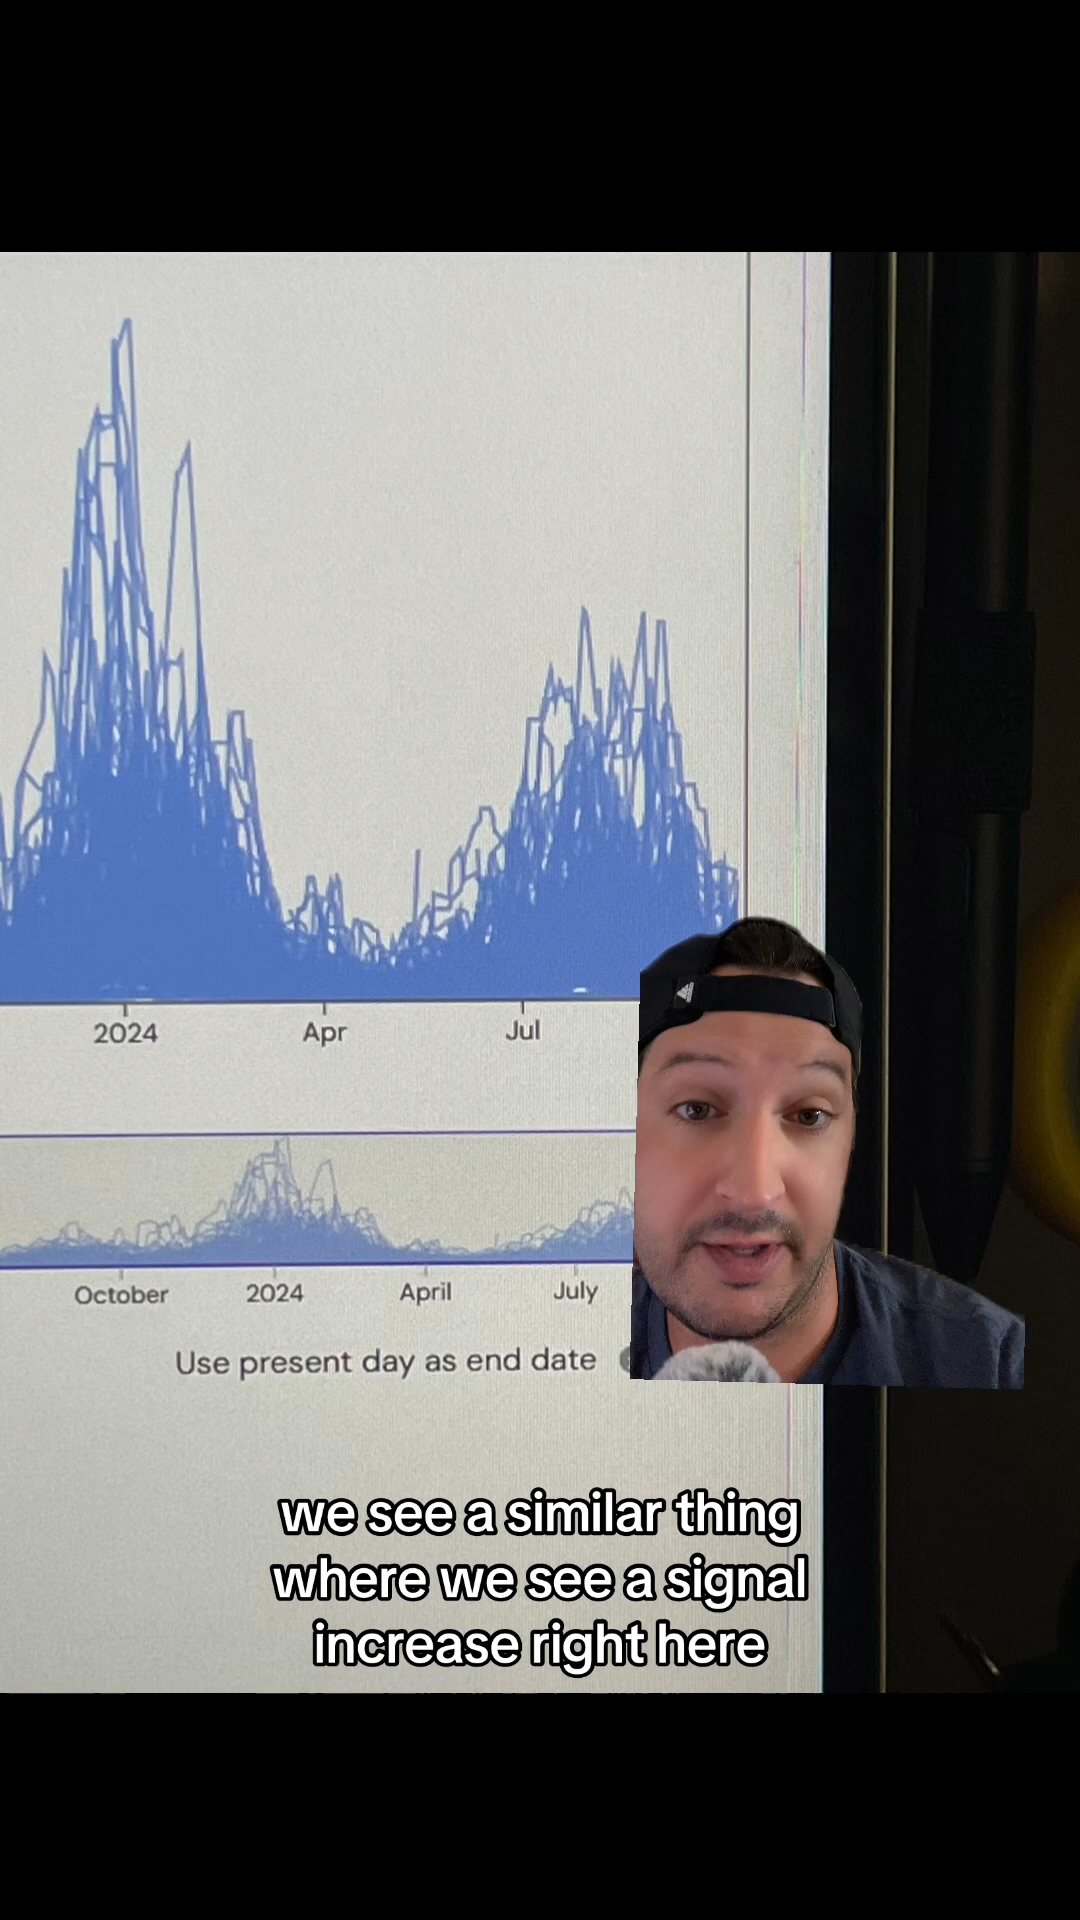 2024 Apr Jul
October 2024 April July
Use present day as end date
we see a similar thing
where we see a signal
increase right here